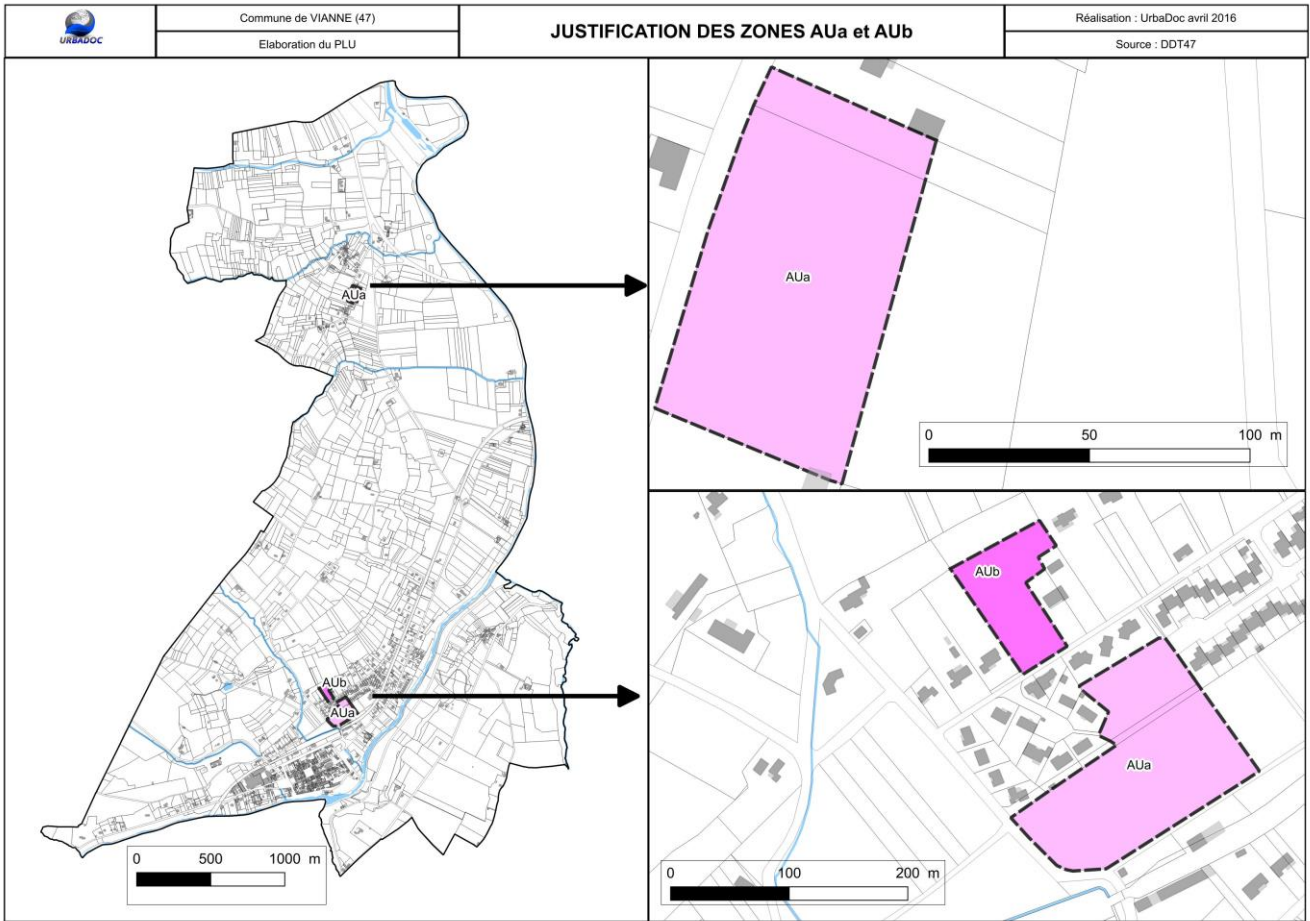 URBADOC
Commune de VIANNE (47)
Elaboration du PLU
JUSTIFICATION DES ZONES AUa et AUb
Réalisation : UrbaDoc avril 2016
Source : DDT47
AUa
AUb
AUa
0 500 1000 m
AUa
0 50 100 m
AUb
AUa
0 100 200 m